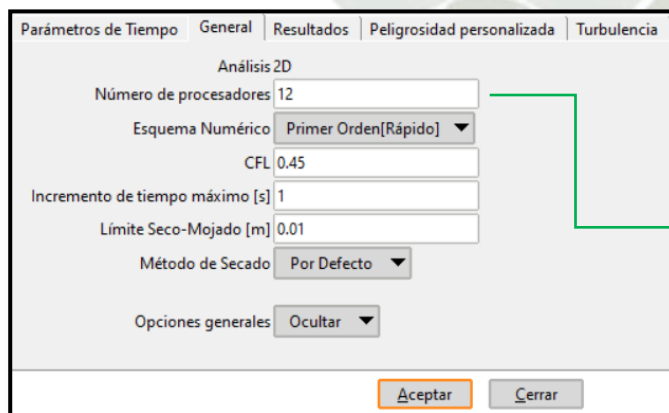 Parámetros de Tiempo General Resultados Peligrosidad personalizada Turbulencia
Análisis 2D
Número de procesadores 12
Esquema Numérico Primer Orden[Rápido]
CFL 0.45
Incremento de tiempo máximo [s] 1
Límite Seco-Mojado [m] 0.01
Método de Secado Por Defecto
Opciones generales Ocultar
Aceptar Cerrar